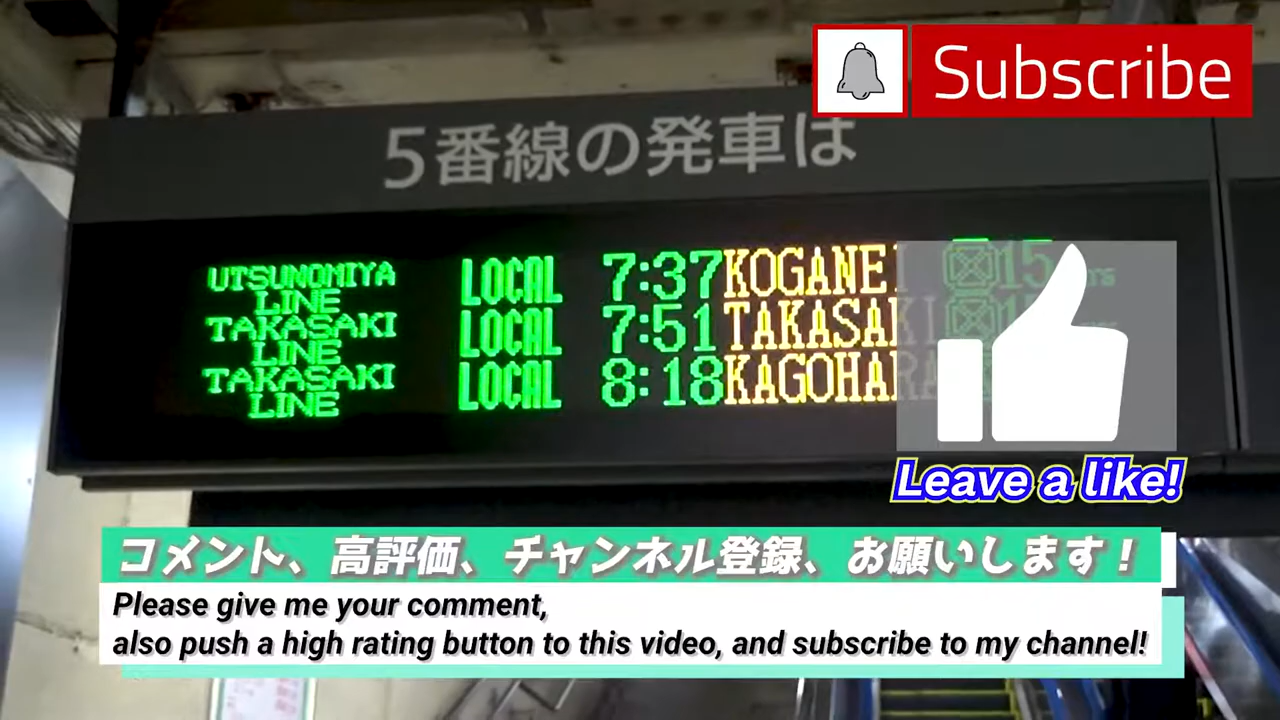 Subscribe
5番線の発車は
UTSUNOMIYA LINE LOCAL 7:37 KOGANEI 15
TAKASAKI LINE LOCAL 7:51 TAKASAKI
TAKASAKI LINE LOCAL 8:18 KAGOHARA
Leave a like!
コメント、高評価、チャンネル登録、お願いします！
Please give me your comment,
also push a high rating button to this video, and subscribe to my channel!